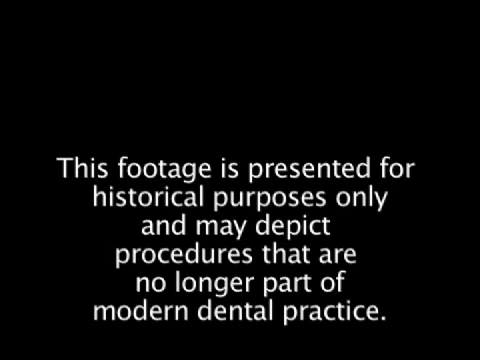 This footage is presented for
historical purposes only
and may depict
procedures that are
no longer part of
modern dental practice.